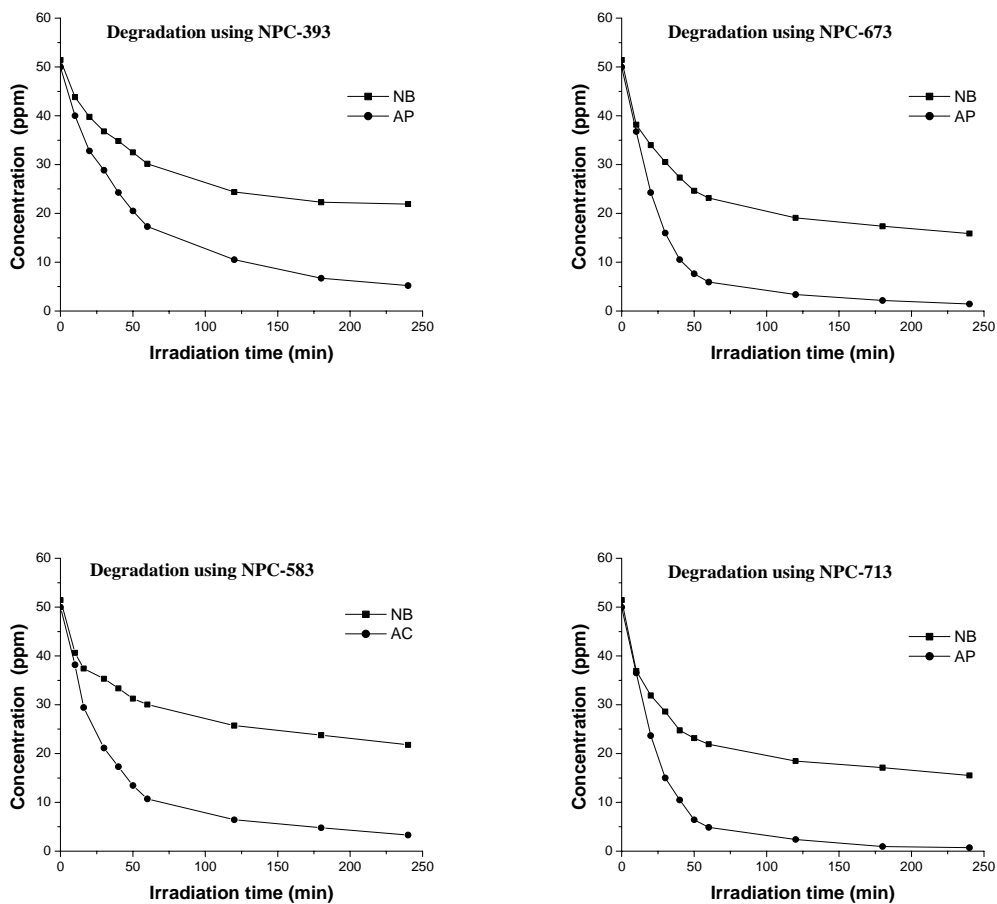 Degradation using NPC-393
60
50
40
30
20
10
0
0 50 100 150 200 250
Concentration (ppm)
Irradiation time (min)
NB
AP
Degradation using NPC-673
60
50
40
30
20
10
0
0 50 100 150 200 250
Concentration (ppm)
Irradiation time (min)
NB
AP
Degradation using NPC-583
60
50
40
30
20
10
0
0 50 100 150 200 250
Concentration (ppm)
Irradiation time (min)
NB
AC
Degradation using NPC-713
60
50
40
30
20
10
0
0 50 100 150 200 250
Concentration (ppm)
Irradiation time (min)
NB
AP